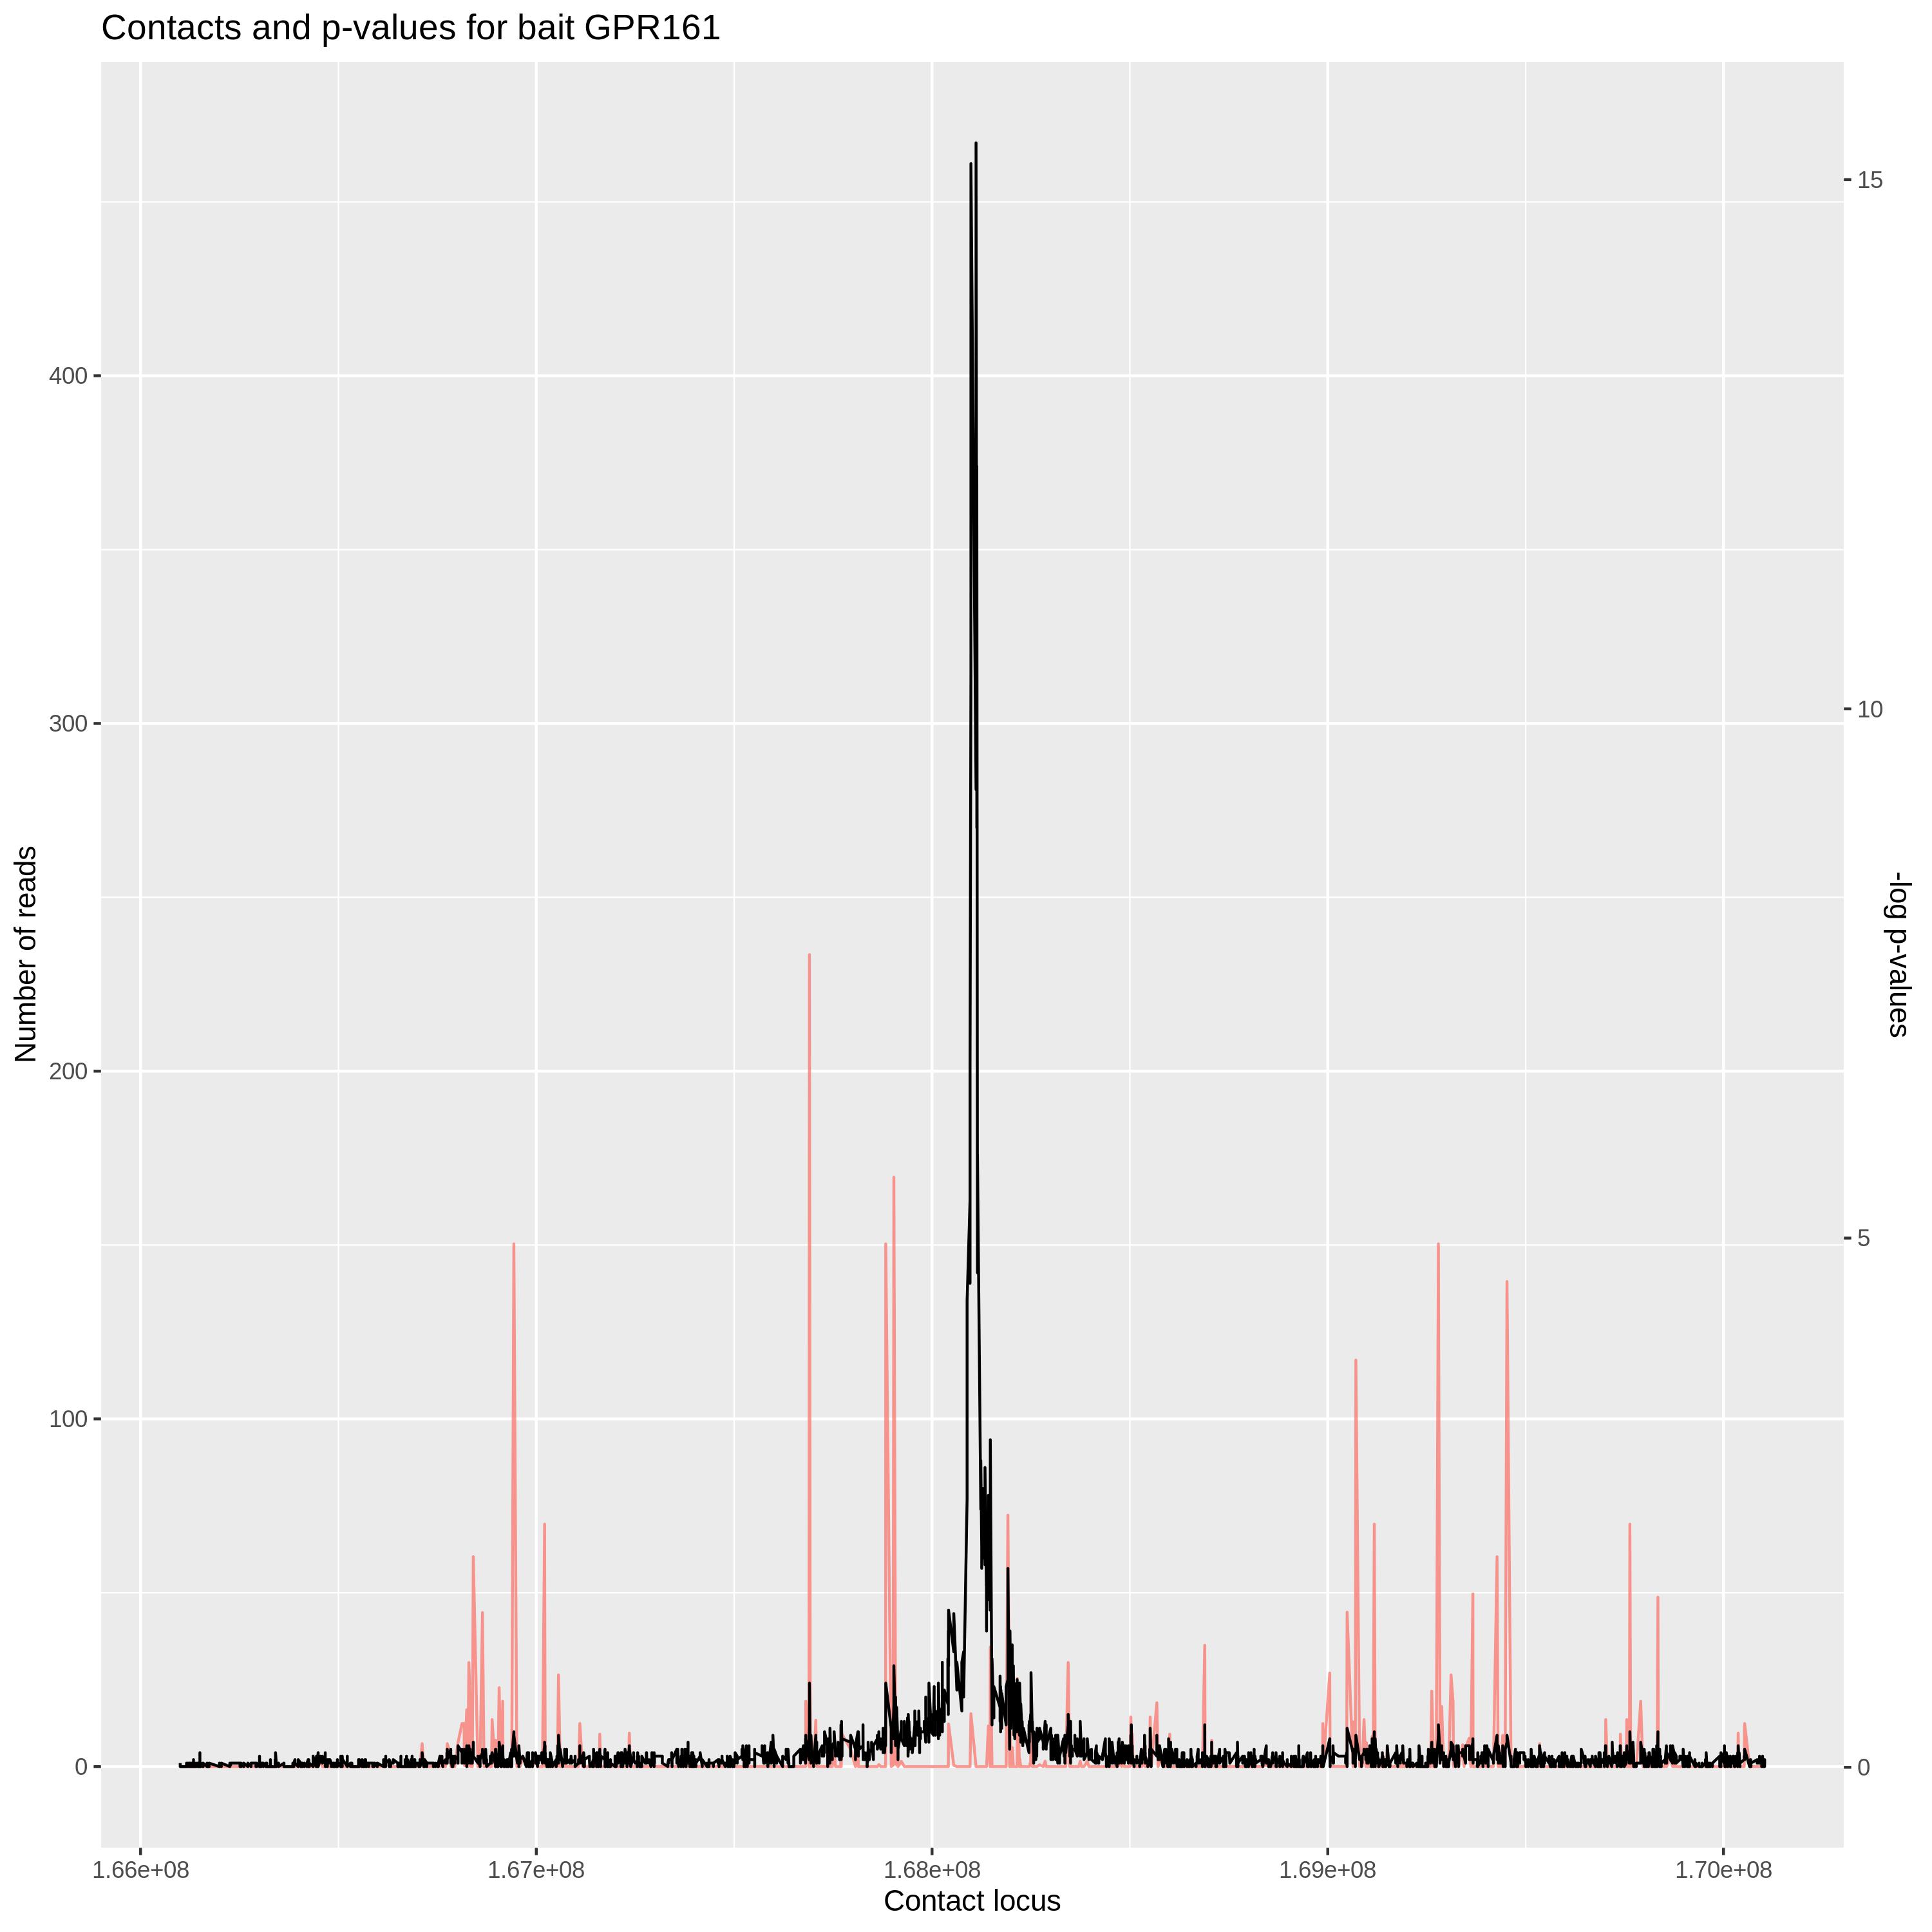 Contacts and p-values for bait GPR161
Number of reads
400
300
200
100
0
15
10
5
0
-log p-values
1.66e+08 1.67e+08 1.68e+08 1.69e+08 1.70e+08
Contact locus